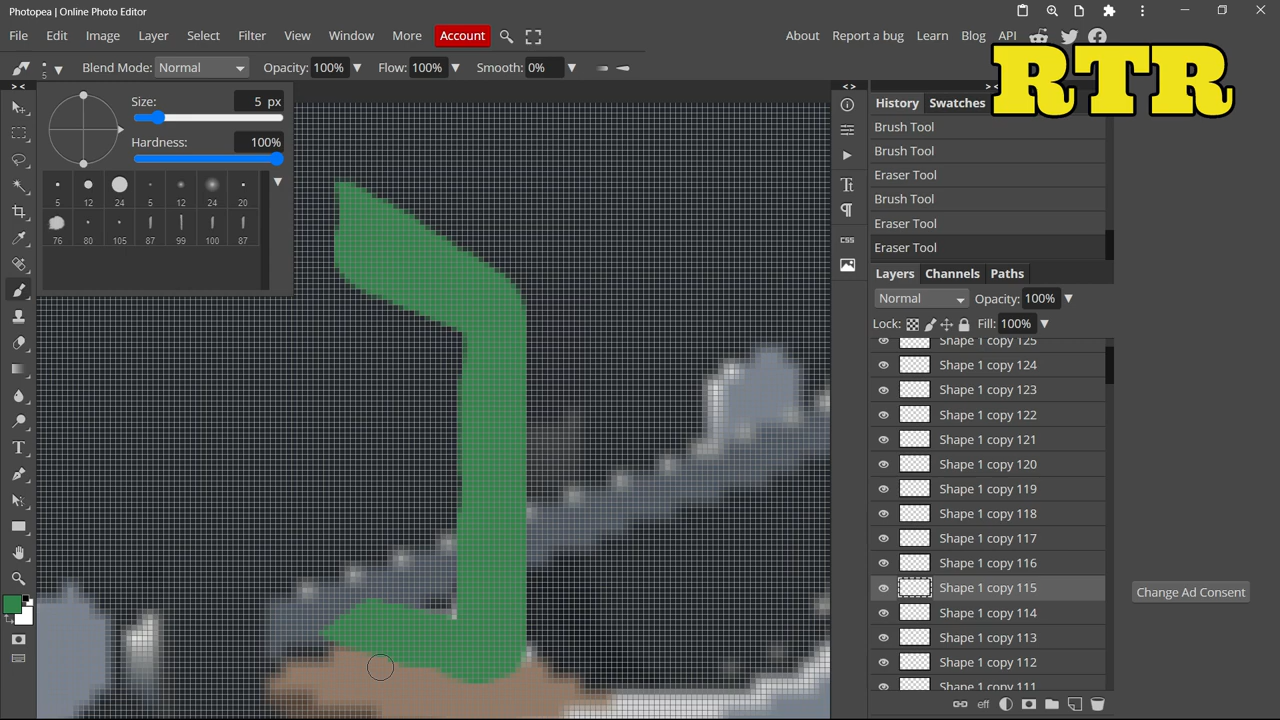 Photopea | Online Photo Editor
File Edit Image Layer Select Filter View Window More Account About Report a bug Learn Blog API
RTR
5 Blend Mode: Normal Opacity: 100% Flow: 100% Smooth: 0%
> < < > > <
Size: 5 px
Hardness: 100%
5 12 24 5 12 24 20
76 80 105 87 99 100 87
History Swatches
Brush Tool
Brush Tool
Eraser Tool
Brush Tool
Eraser Tool
Eraser Tool
CSS
Layers Channels Paths
Normal Opacity: 100%
Lock: Fill: 100%
Shape 1 copy 125
Shape 1 copy 124
Shape 1 copy 123
Shape 1 copy 122
Shape 1 copy 121
Shape 1 copy 120
Shape 1 copy 119
Shape 1 copy 118
Shape 1 copy 117
Shape 1 copy 116
Shape 1 copy 115
Shape 1 copy 114
Shape 1 copy 113
Shape 1 copy 112
Shape 1 copy 111
eff
Change Ad Consent